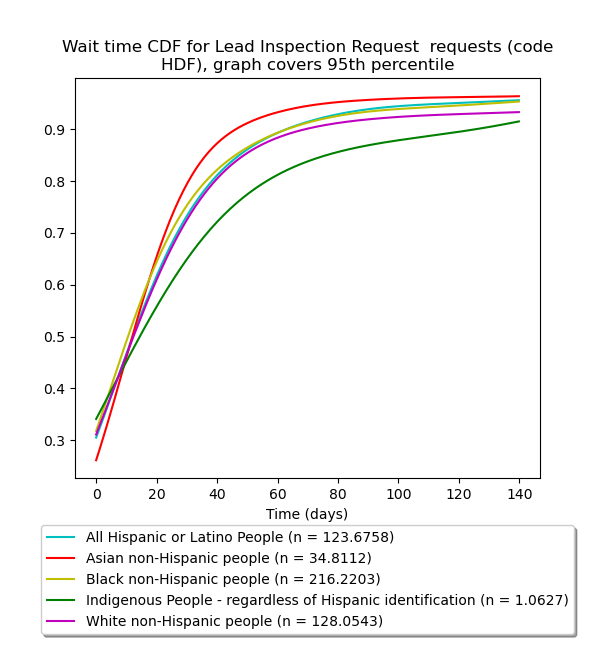 Wait time CDF for Lead Inspection Request  requests (code
HDF), graph covers 95th percentile
0.9
0.8
0.7
0.6
0.5
0.4
0.3
0 20 40 60 80 100 120 140
Time (days)
All Hispanic or Latino People (n = 123.6758)
Asian non-Hispanic people (n = 34.8112)
Black non-Hispanic people (n = 216.2203)
Indigenous People - regardless of Hispanic identification (n = 1.0627)
White non-Hispanic people (n = 128.0543)